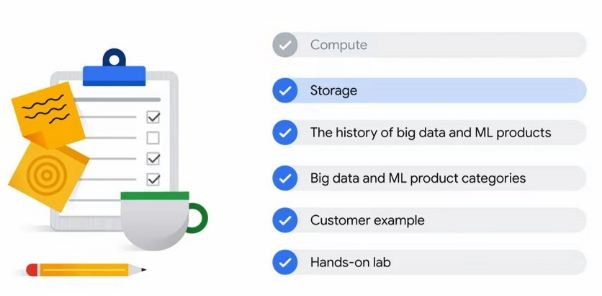 Compute
Storage
The history of big data and ML products
Big data and ML product categories
Customer example
Hands-on lab